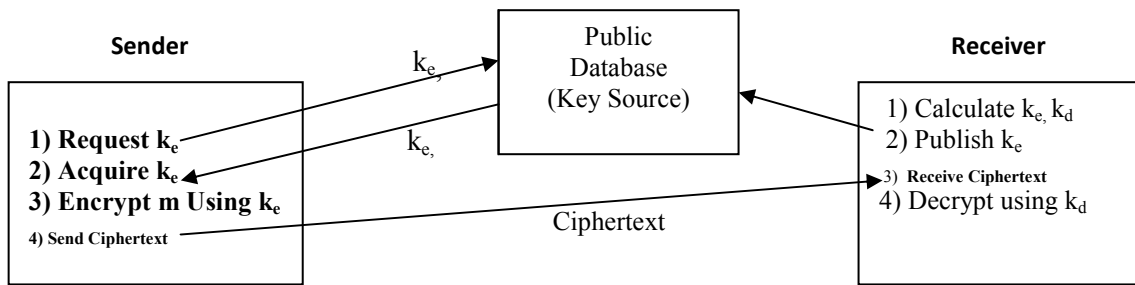 Sender
1) Request ke
2) Acquire ke
3) Encrypt m Using ke
4) Send Ciphertext
ke,
ke,
Public
Database
(Key Source)
Ciphertext
Receiver
1) Calculate ke, kd
2) Publish ke
3) Receive Ciphertext
4) Decrypt using kd